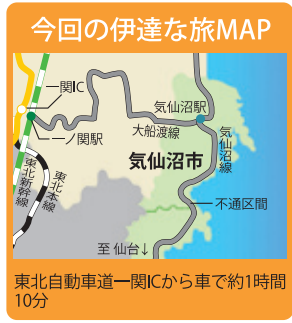 今回の伊達な旅MAP
一関IC
一ノ関駅
東北新幹線
東北本線
大船渡線
気仙沼駅
気仙沼線
気仙沼市
不通区間
至 仙台↓
東北自動車道一関ICから車で約1時間
10分